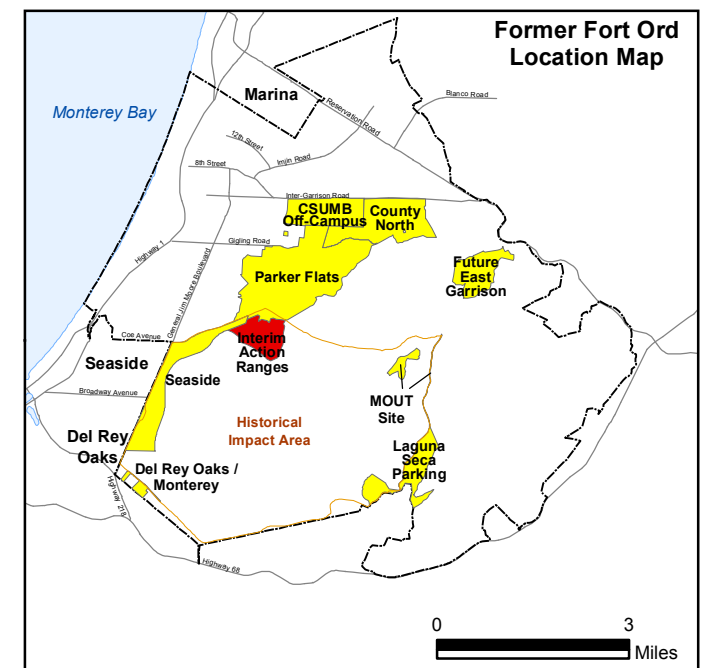 Former Fort Ord
Location Map
Marina
Monterey Bay
Blanco Road
Reservation Road
12th Street
Imjin Road
8th Street
Inter-Garrison Road
CSUMB
Off-Campus
County
North
Gigling Road
Highway 1
General Jim Moore Boulevard
Parker Flats
Future
East
Garrison
Coe Avenue
Interim
Action
Ranges
Seaside
Seaside
Broadway Avenue
MOUT
Site
Historical
Impact Area
Del Rey
Oaks
Laguna
Seca
Parking
Del Rey Oaks /
Monterey
Highway 218
Highway 68
0 3
Miles